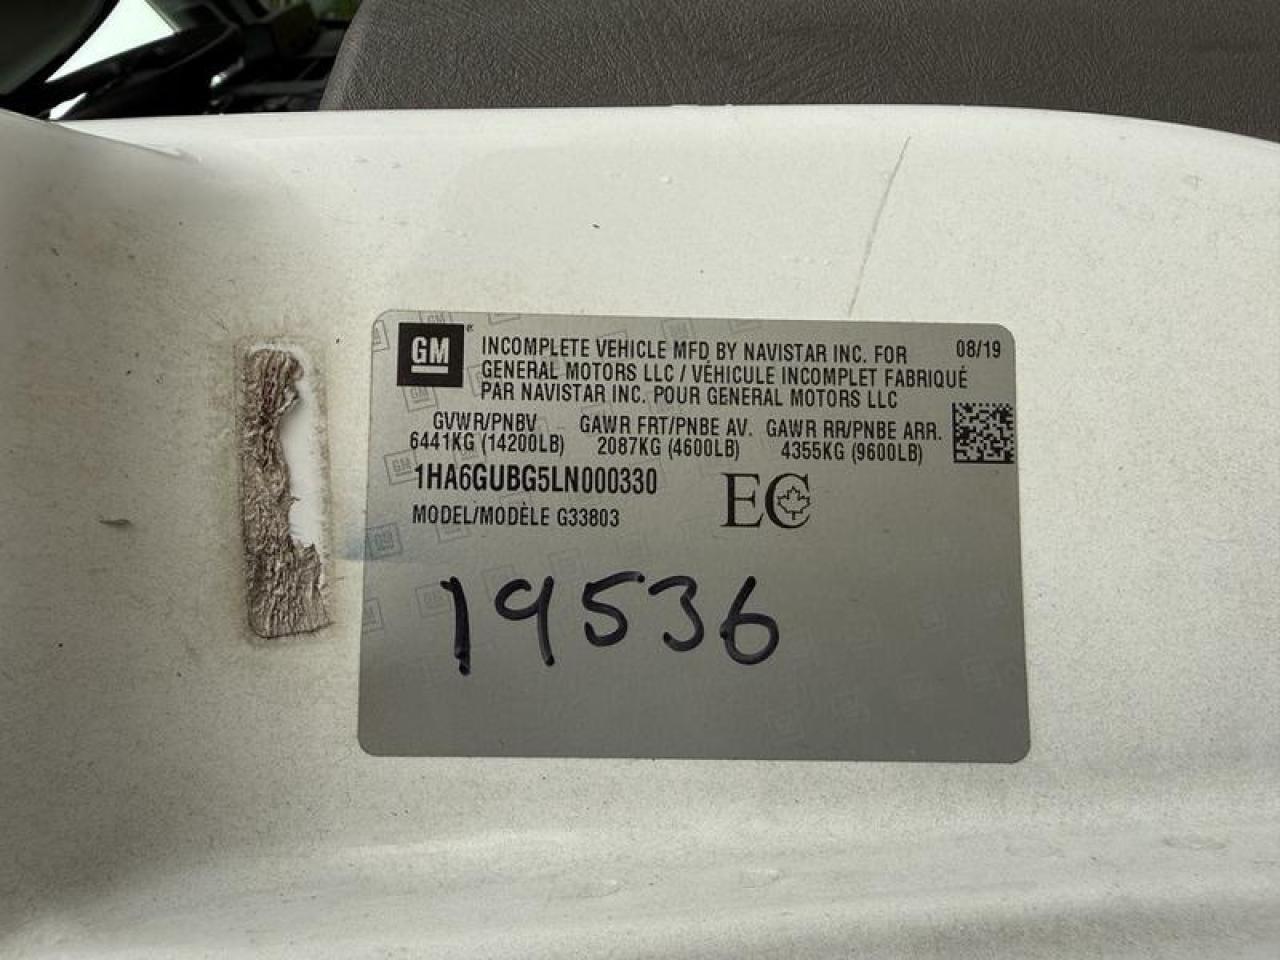 GM
INCOMPLETE VEHICLE MFD BY NAVISTAR INC. FOR 08/19
GENERAL MOTORS LLC / VÉHICULE INCOMPLET FABRIQUÉ
PAR NAVISTAR INC. POUR GENERAL MOTORS LLC
GVWR/PNBV GAWR FRT/PNBE AV. GAWR RR/PNBE ARR.
6441KG (14200LB) 2087KG (4600LB) 4355KG (9600LB)
1HA6GUBG5LN000330 EC
MODEL/MODÈLE G33803
19536